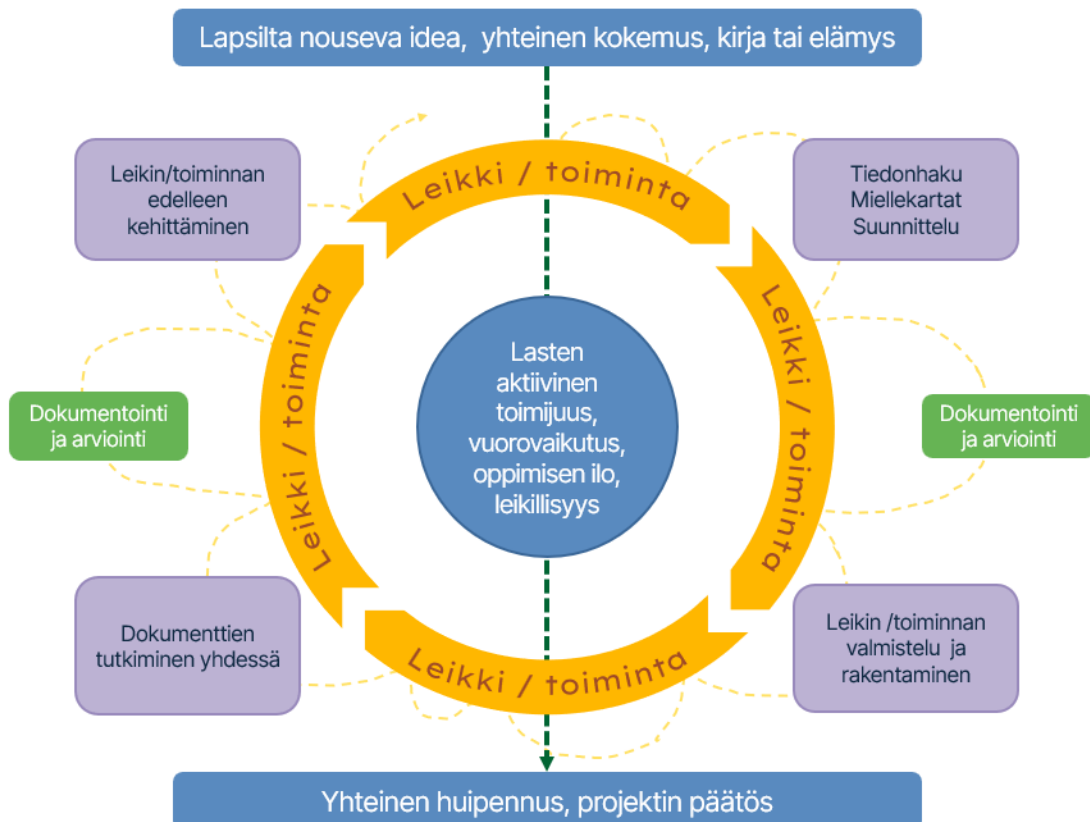 Lapsilta nouseva idea, yhteinen kokemus, kirja tai elämys
Leikki / toiminta
Leikin/toiminnan
edelleen
kehittäminen
Tiedonhaku
Miellekartat
Suunnittelu
Leikki / toiminta
Leikki / toiminta
Lasten
aktiivinen
toimijuus,
vuorovaikutus,
oppimisen ilo,
leikillisyys
Dokumentointi
ja arviointi
Dokumentointi
ja arviointi
Dokumenttien
tutkiminen yhdessä
Leikin /toiminnan
valmistelu ja
rakentaminen
Leikki / toiminta
Yhteinen huipennus, projektin päätös